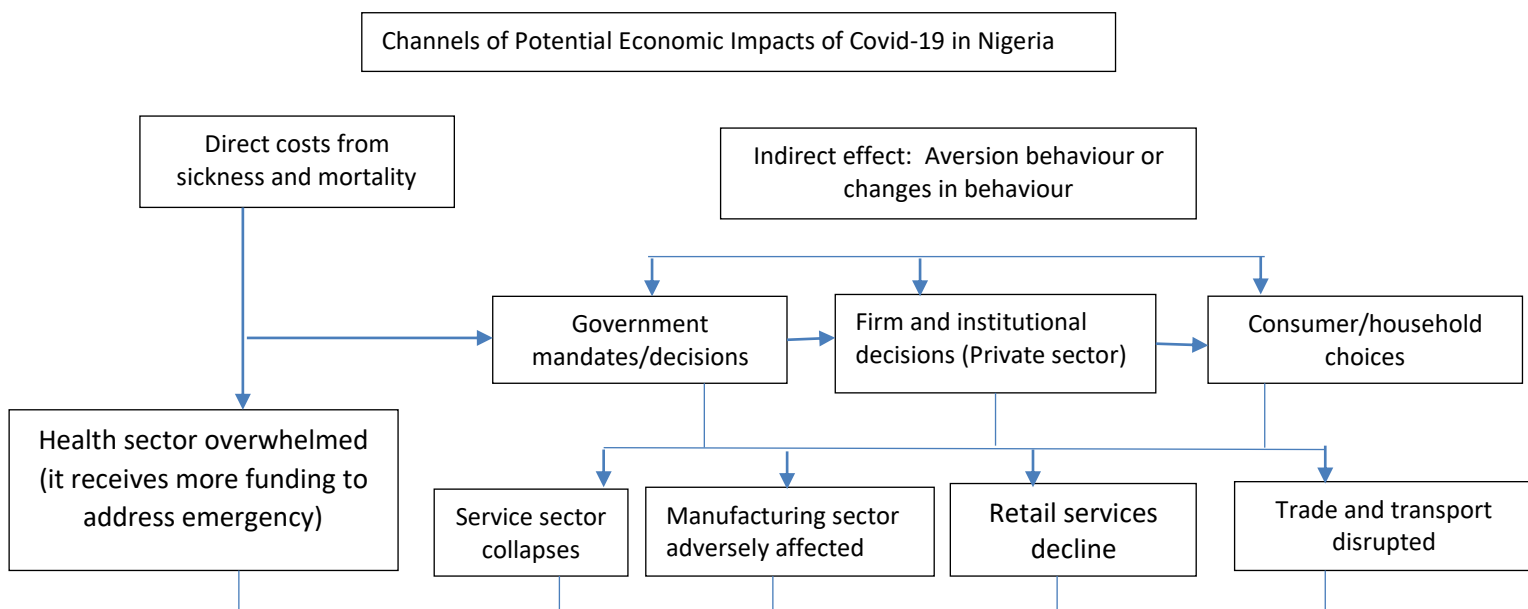 Channels of Potential Economic Impacts of Covid-19 in Nigeria
Direct costs from
sickness and mortality
Indirect effect:  Aversion behaviour or
changes in behaviour
Government
mandates/decisions
Firm and institutional
decisions (Private sector)
Consumer/household
choices
Health sector overwhelmed
(it receives more funding to
address emergency)
Service sector
collapses
Manufacturing sector
adversely affected
Retail services
decline
Trade and transport
disrupted